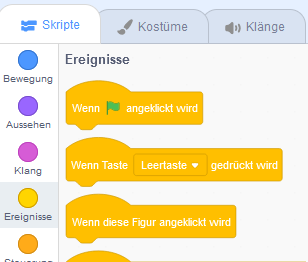 Skripte
Kostüme
Klänge
Bewegung
Aussehen
Klang
Ereignisse
Ereignisse
Wenn angeklickt wird
Wenn Taste Leertaste gedrückt wird
Wenn diese Figur angeklickt wird